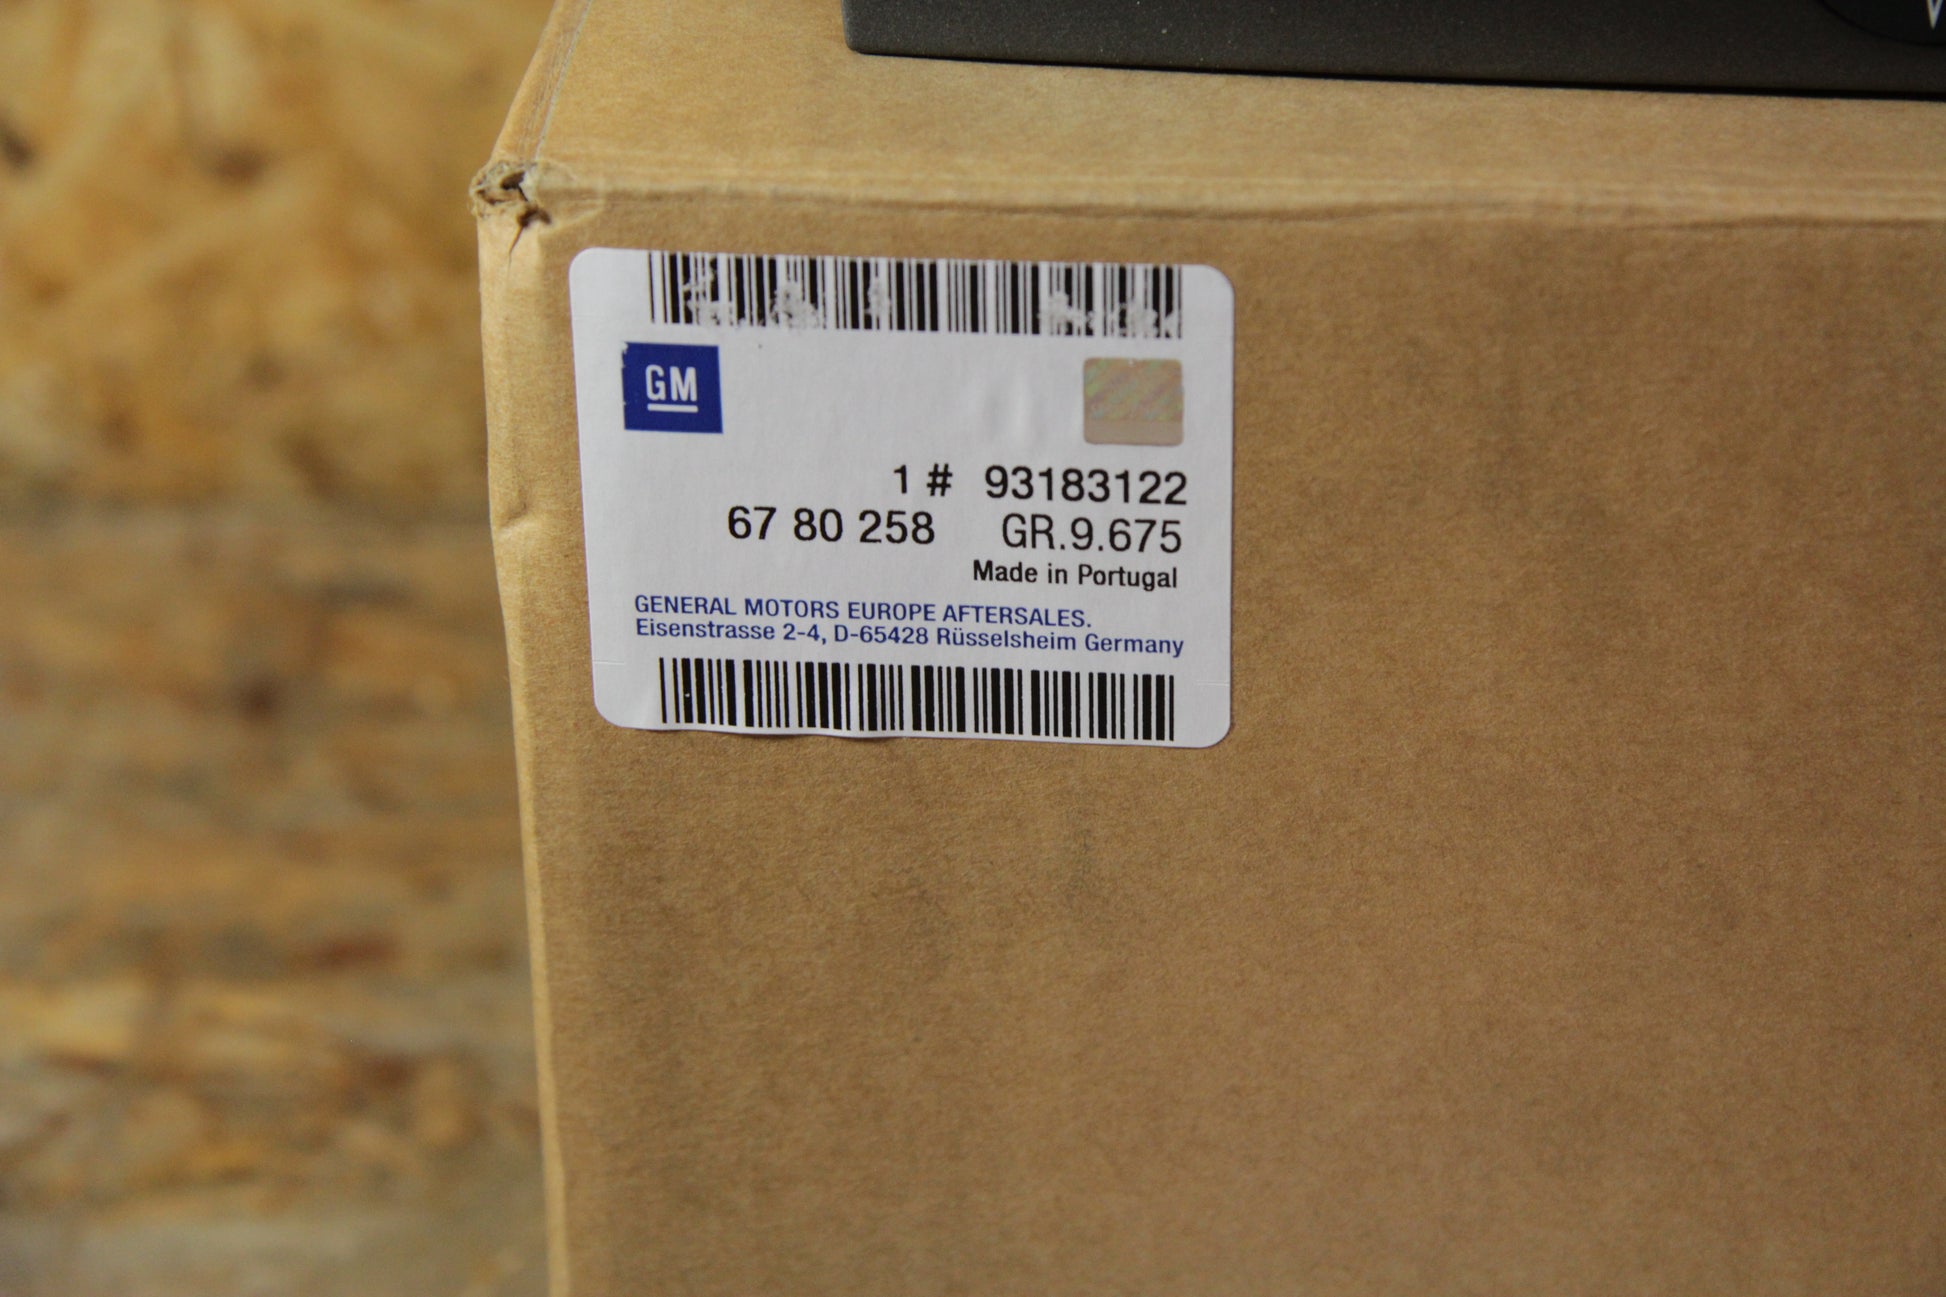 GM
1 # 93183122
67 80 258 GR.9.675
Made in Portugal
GENERAL MOTORS EUROPE AFTERSALES.
Eisenstrasse 2-4, D-65428 Rüsselsheim Germany